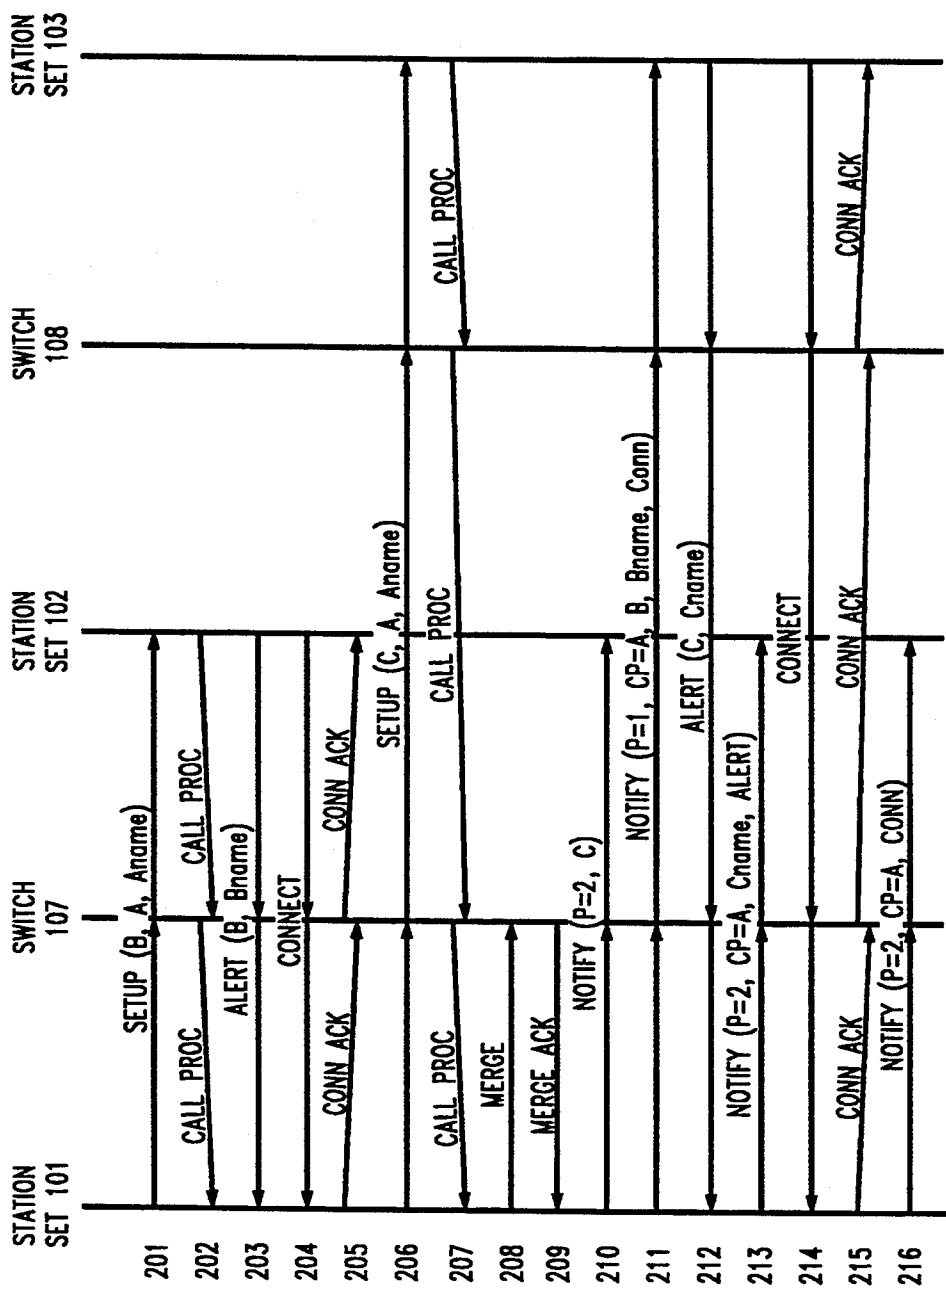 STATION
SET 101
SWITCH
107
STATION
SET 102
SWITCH
108
STATION
SET 103
201
SETUP (B, A, Aname)
202
CALL PROC
CALL PROC
203
ALERT (B, Bname)
204
CONNECT
205
CONN ACK
CONN ACK
206
SETUP (C, A, Aname)
207
CALL PROC
CALL PROC
CALL PROC
208
MERGE
209
MERGE ACK
210
NOTIFY (P=2, C)
211
NOTIFY (P=1, CP=A, B, Bname, Conn)
212
ALERT (C, Cname)
213
NOTIFY (P=2, CP=A, Cname, ALERT)
214
CONNECT
215
CONN ACK
CONN ACK
CONN ACK
216
NOTIFY (P=2, CP=A, CONN)